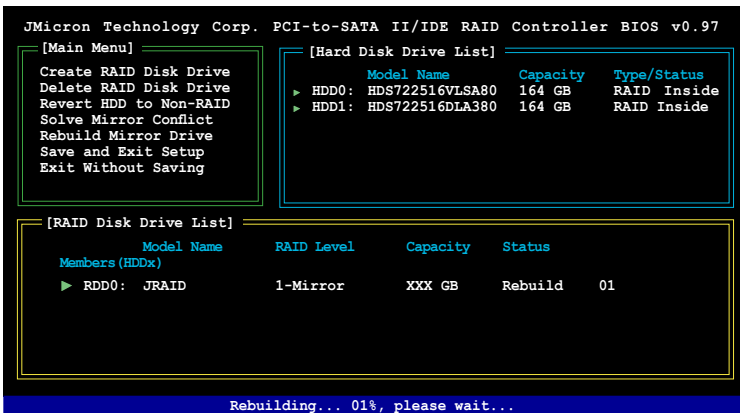 JMicron Technology Corp. PCI-to-SATA II/IDE RAID Controller BIOS v0.97
[Main Menu]
Create RAID Disk Drive
Delete RAID Disk Drive
Revert HDD to Non-RAID
Solve Mirror Conflict
Rebuild Mirror Drive
Save and Exit Setup
Exit Without Saving
[Hard Disk Drive List]
Model Name Capacity Type/Status
HDD0: HDS722516VLSA80 164 GB RAID Inside
HDD1: HDS722516DLA380 164 GB RAID Inside
[RAID Disk Drive List]
Model Name RAID Level Capacity Status
Members(HDDx)
RDD0: JRAID 1-Mirror XXX GB Rebuild 01
Rebuilding... 01%, please wait...